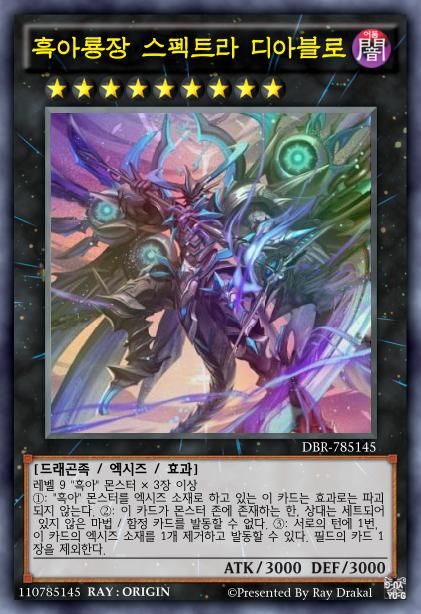 흑아룡장 스펙트라 디아블로
어둠
闇
DBR-785145
[드래곤족 / 엑시즈 / 효과]
레벨 9 "흑아" 몬스터 × 3장 이상
①: "흑아" 몬스터를 엑시즈 소재로 하고 있는 이 카드는 효과로는 파괴
되지 않는다. ②: 이 카드가 몬스터 존에 존재하는 한, 상대는 세트되어
있지 않은 마법 / 함정 카드를 발동할 수 없다. ③: 서로의 턴에 1번,
이 카드의 엑시즈 소재를 1개 제거하고 발동할 수 있다. 필드의 카드 1
장을 제외한다.
ATK/3000 DEF/3000
110785145 RAY : ORIGIN ©Presented By Ray Drakal